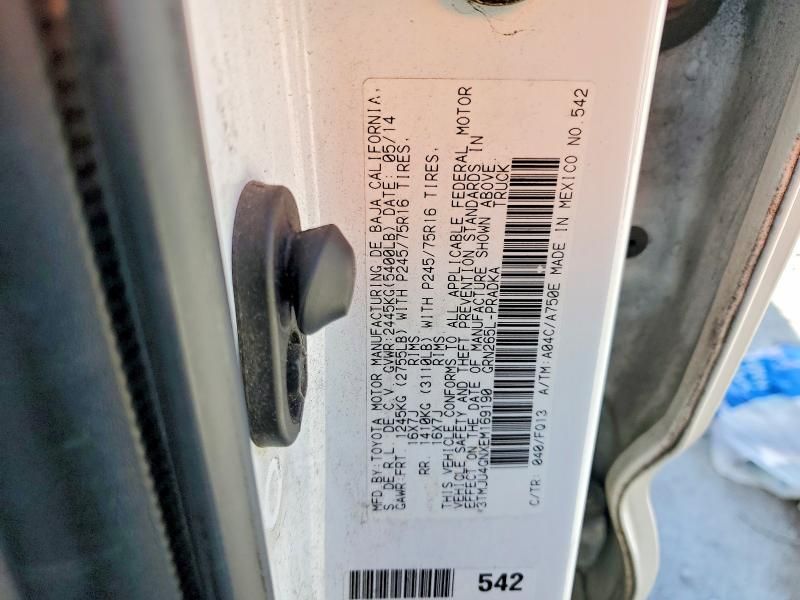 MFD BY:TOYOTA MOTOR MANUFACTURING DE BAJA CALIFORNIA,
S. DE R.L. DE C.V. GVWR:2445KG(5400LB) DATE: 05/14
GAWR:FRT. 1245KG (2755LB) WITH P245/75R16 TIRES,
16X7J RIMS
RR. 1410KG (3110LB) WITH P245/75R16 TIRES,
16X7J RIMS
THIS VEHICLE CONFORMS TO ALL APPLICABLE FEDERAL MOTOR
VEHICLE SAFETY AND THEFT PREVENTION STANDARDS IN
EFFECT ON THE DATE OF MANUFACTURE SHOWN ABOVE.
*3TMJU4GNXEM169190 GRN265L-PRADKA TRUCK
C/TR: 040/FQ13 A/TM:A04C/A750E MADE IN MEXICO NO.542
542